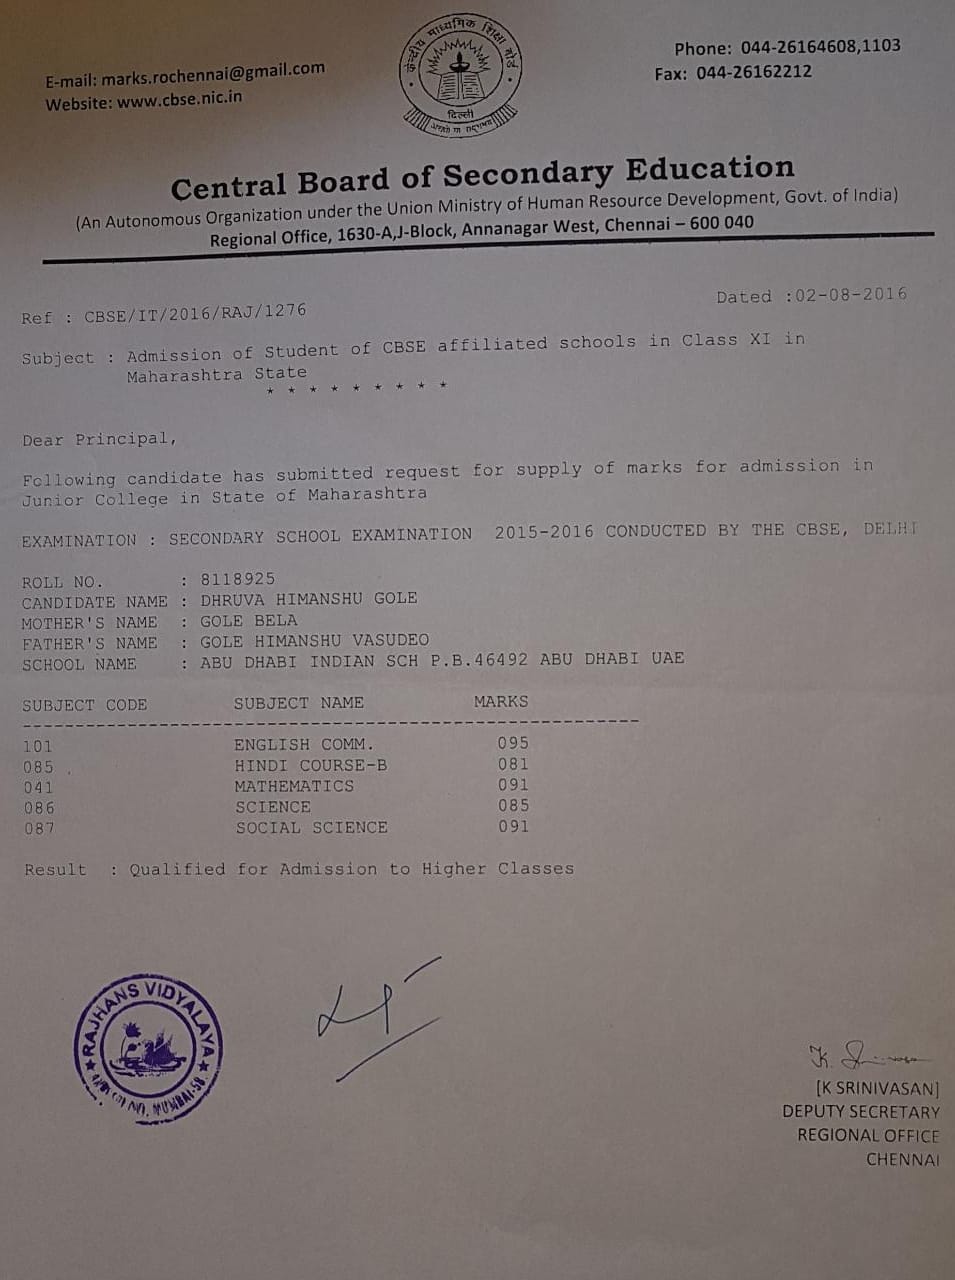 E-mail: marks.rochennai@gmail.com
Website: www.cbse.nic.in
केन्द्रीय माध्यमिक शिक्षा बोर्ड
दिल्ली
Phone: 044-26164608,1103
Fax: 044-26162212
Central Board of Secondary Education
(An Autonomous Organization under the Union Ministry of Human Resource Development, Govt. of India)
Regional Office, 1630-A,J-Block, Annanagar West, Chennai – 600 040
Ref : CBSE/IT/2016/RAJ/1276
Dated :02-08-2016
Subject : Admission of Student of CBSE affiliated schools in Class XI in
Maharashtra State
* * * * * * * * *
Dear Principal,
Following candidate has submitted request for supply of marks for admission in
Junior College in State of Maharashtra
EXAMINATION : SECONDARY SCHOOL EXAMINATION 2015-2016 CONDUCTED BY THE CBSE, DELHI
ROLL NO. : 8118925
CANDIDATE NAME : DHRUVA HIMANSHU GOLE
MOTHER'S NAME : GOLE BELA
FATHER'S NAME : GOLE HIMANSHU VASUDEO
SCHOOL NAME : ABU DHABI INDIAN SCH P.B.46492 ABU DHABI UAE
SUBJECT CODE SUBJECT NAME MARKS
101 ENGLISH COMM. 095
085 HINDI COURSE-B 081
041 MATHEMATICS 091
086 SCIENCE 085
087 SOCIAL SCIENCE 091
Result : Qualified for Admission to Higher Classes
RAJHANS VIDYALAYA
MUMBAI-58.
K. Srinivasan
[K SRINIVASAN]
DEPUTY SECRETARY
REGIONAL OFFICE
CHENNAI